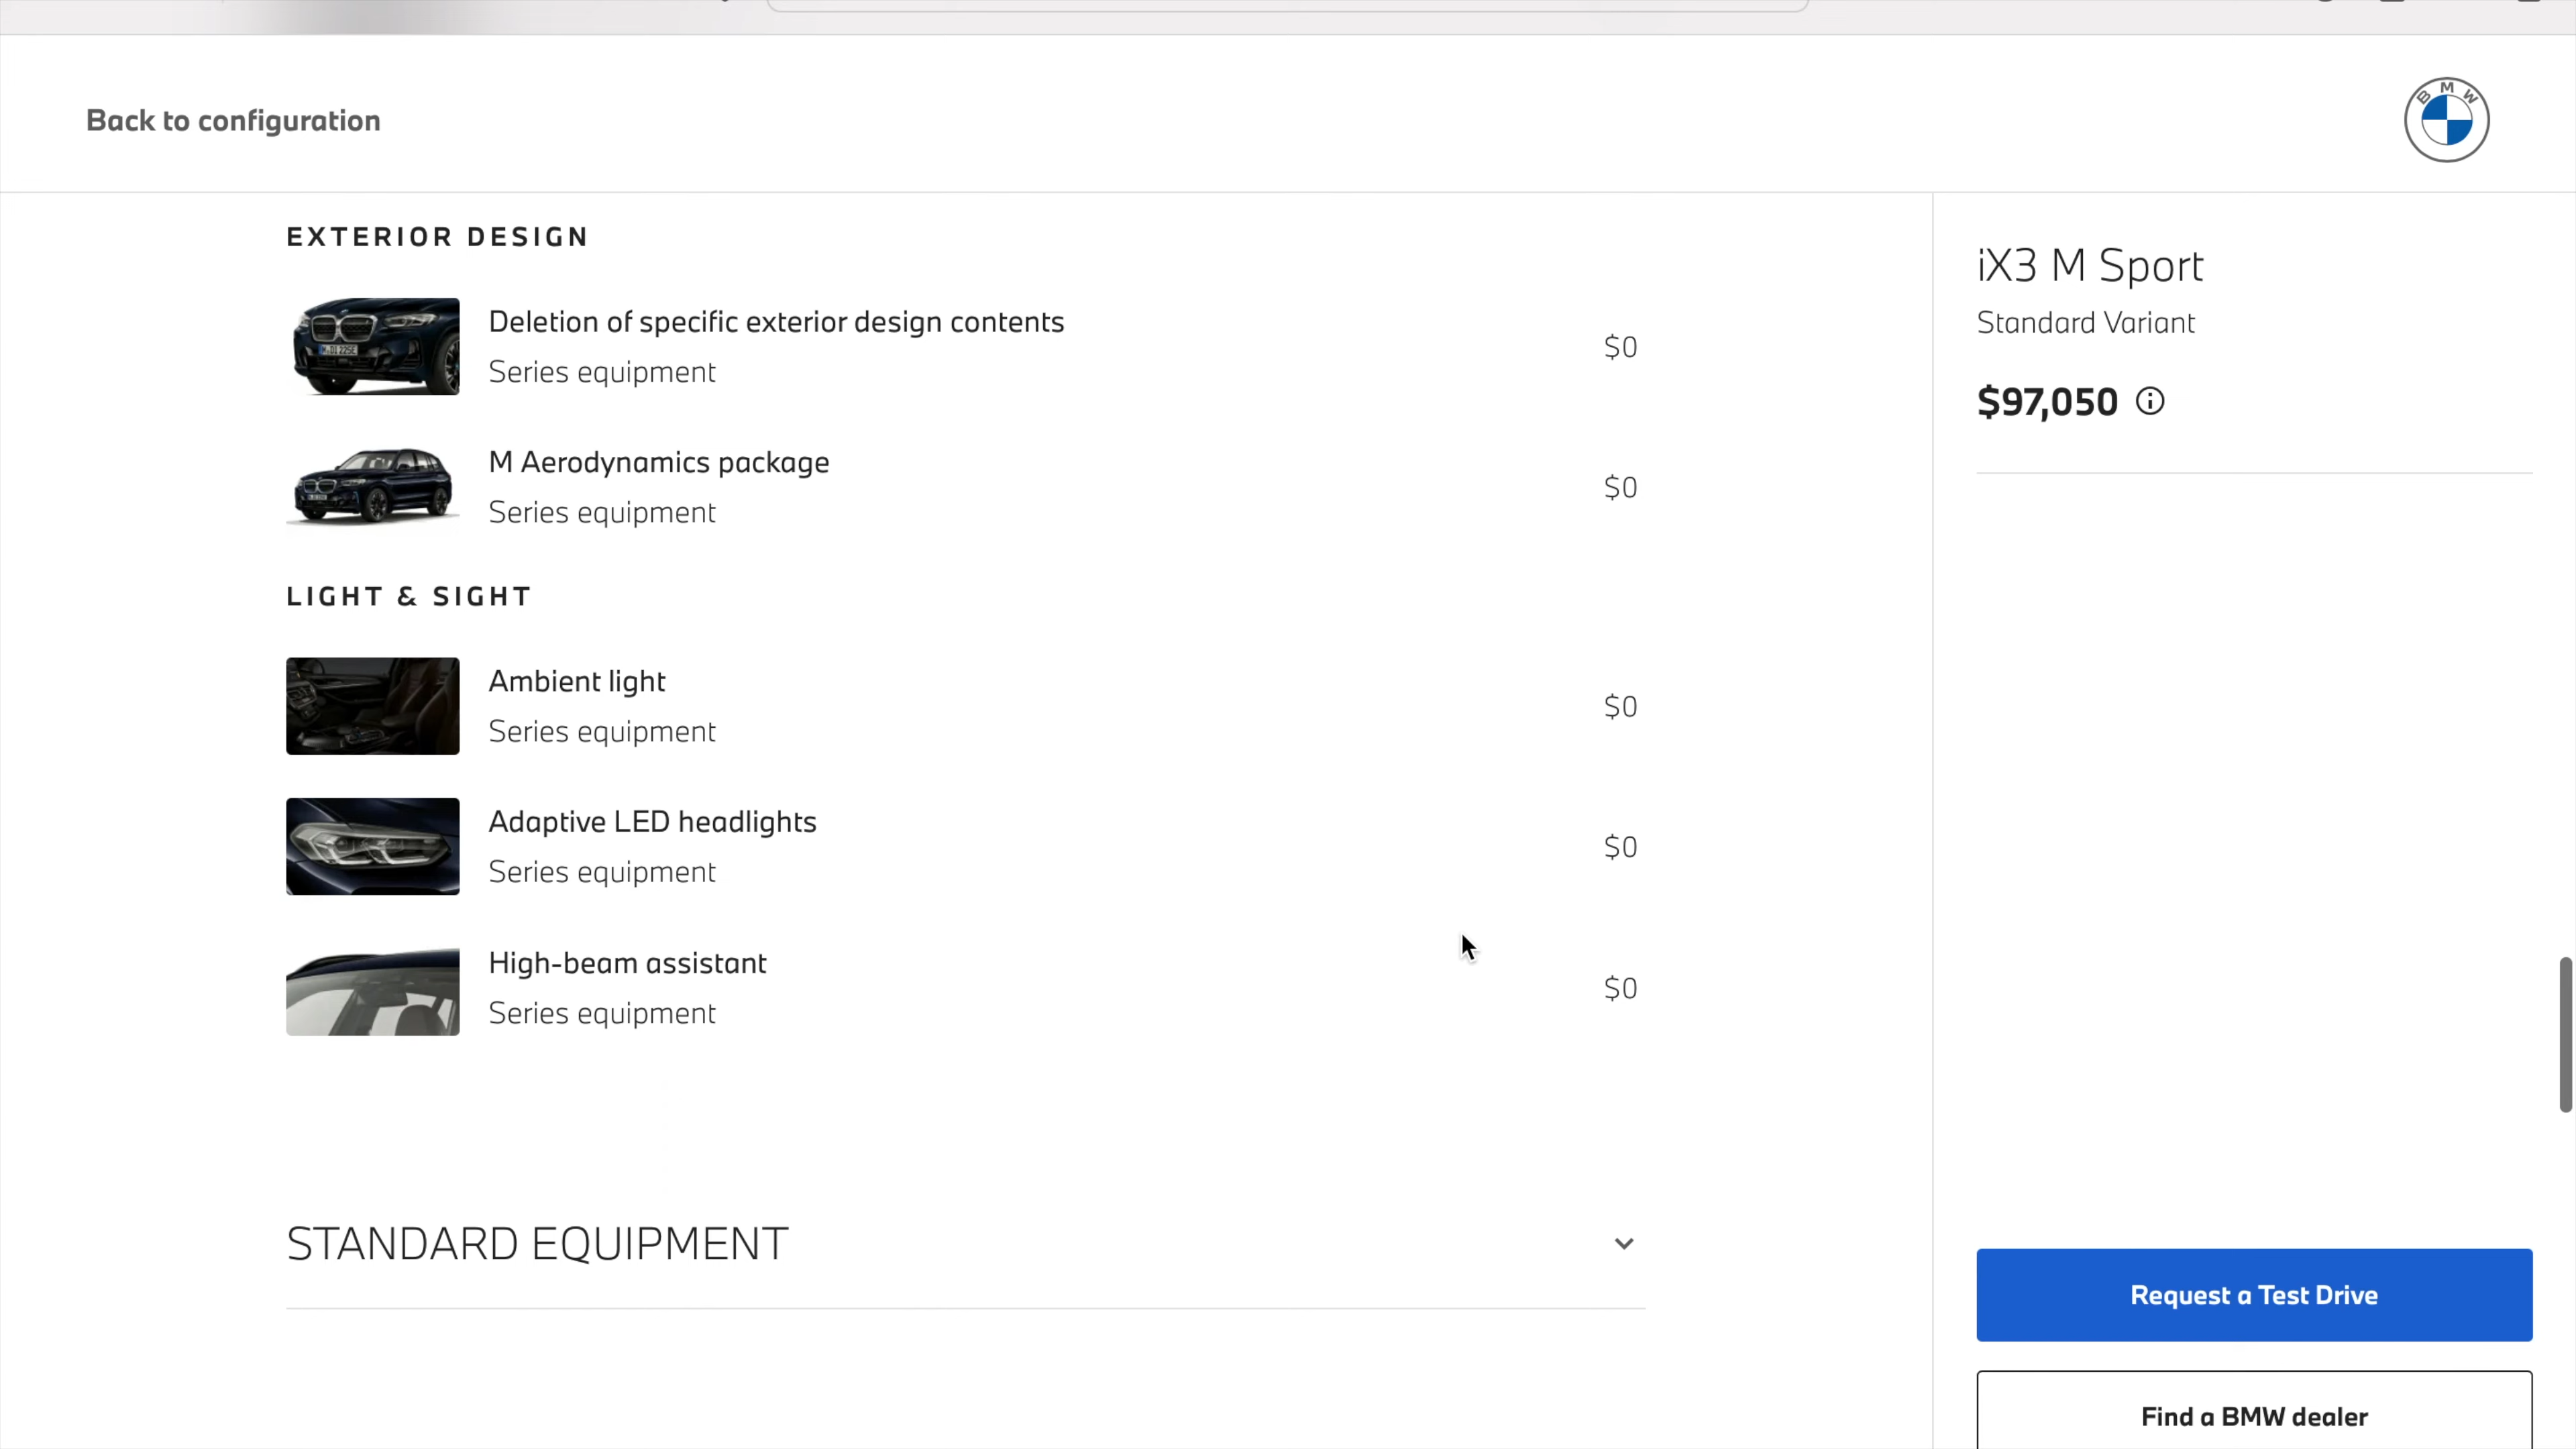 Back to configuration
BMW
EXTERIOR DESIGN
Deletion of specific exterior design contents
Series equipment
$0
M Aerodynamics package
Series equipment
$0
LIGHT & SIGHT
Ambient light
Series equipment
$0
Adaptive LED headlights
Series equipment
$0
High-beam assistant
Series equipment
$0
STANDARD EQUIPMENT
iX3 M Sport
Standard Variant
$97,050
Request a Test Drive
Find a BMW dealer